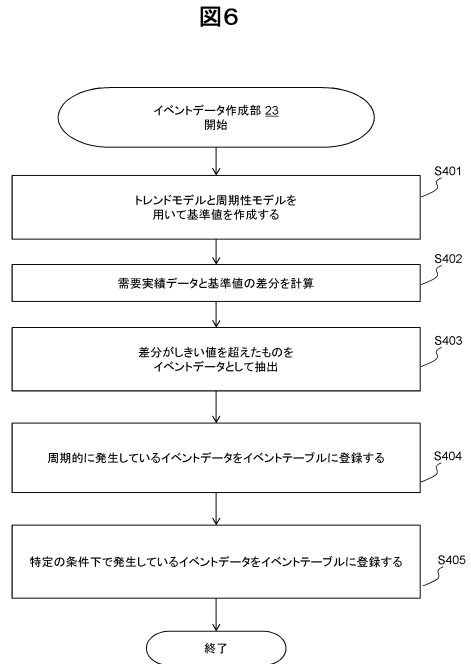 図6
イベントデータ作成部 23
開始
S401
トレンドモデルと周期性モデルを
用いて基準値を作成する
S402
需要実績データと基準値の差分を計算
S403
差分がしきい値を超えたものを
イベントデータとして抽出
周期的に発生しているイベントデータをイベントテーブルに登録する
S404
特定の条件下で発生しているイベントデータをイベントテーブルに登録する
S405
終了